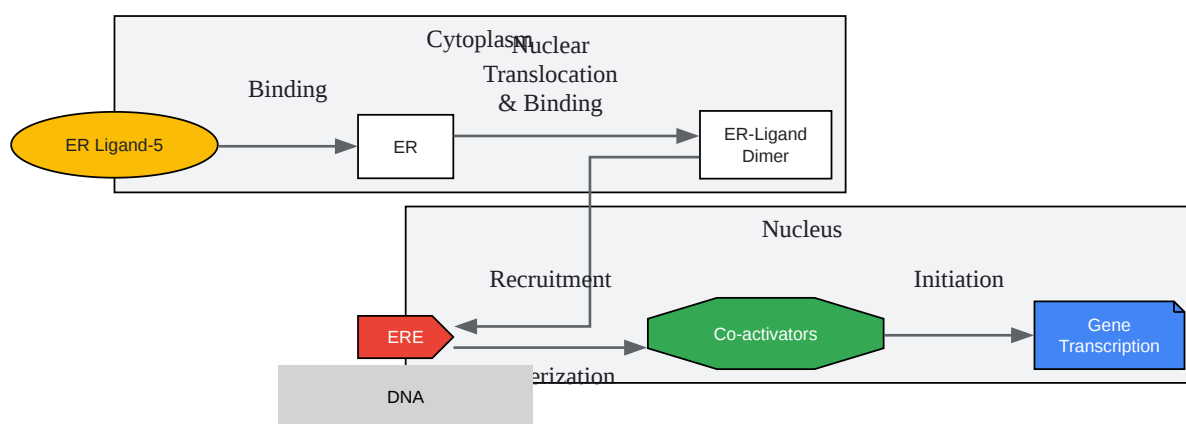 Cytoplasm
Nuclear
Translocation
& Binding
Binding
ER Ligand-5
ER
ER-Ligand
Dimer
Nucleus
Recruitment
Initiation
ERE
Co-activators
Gene
Transcription
erization
DNA